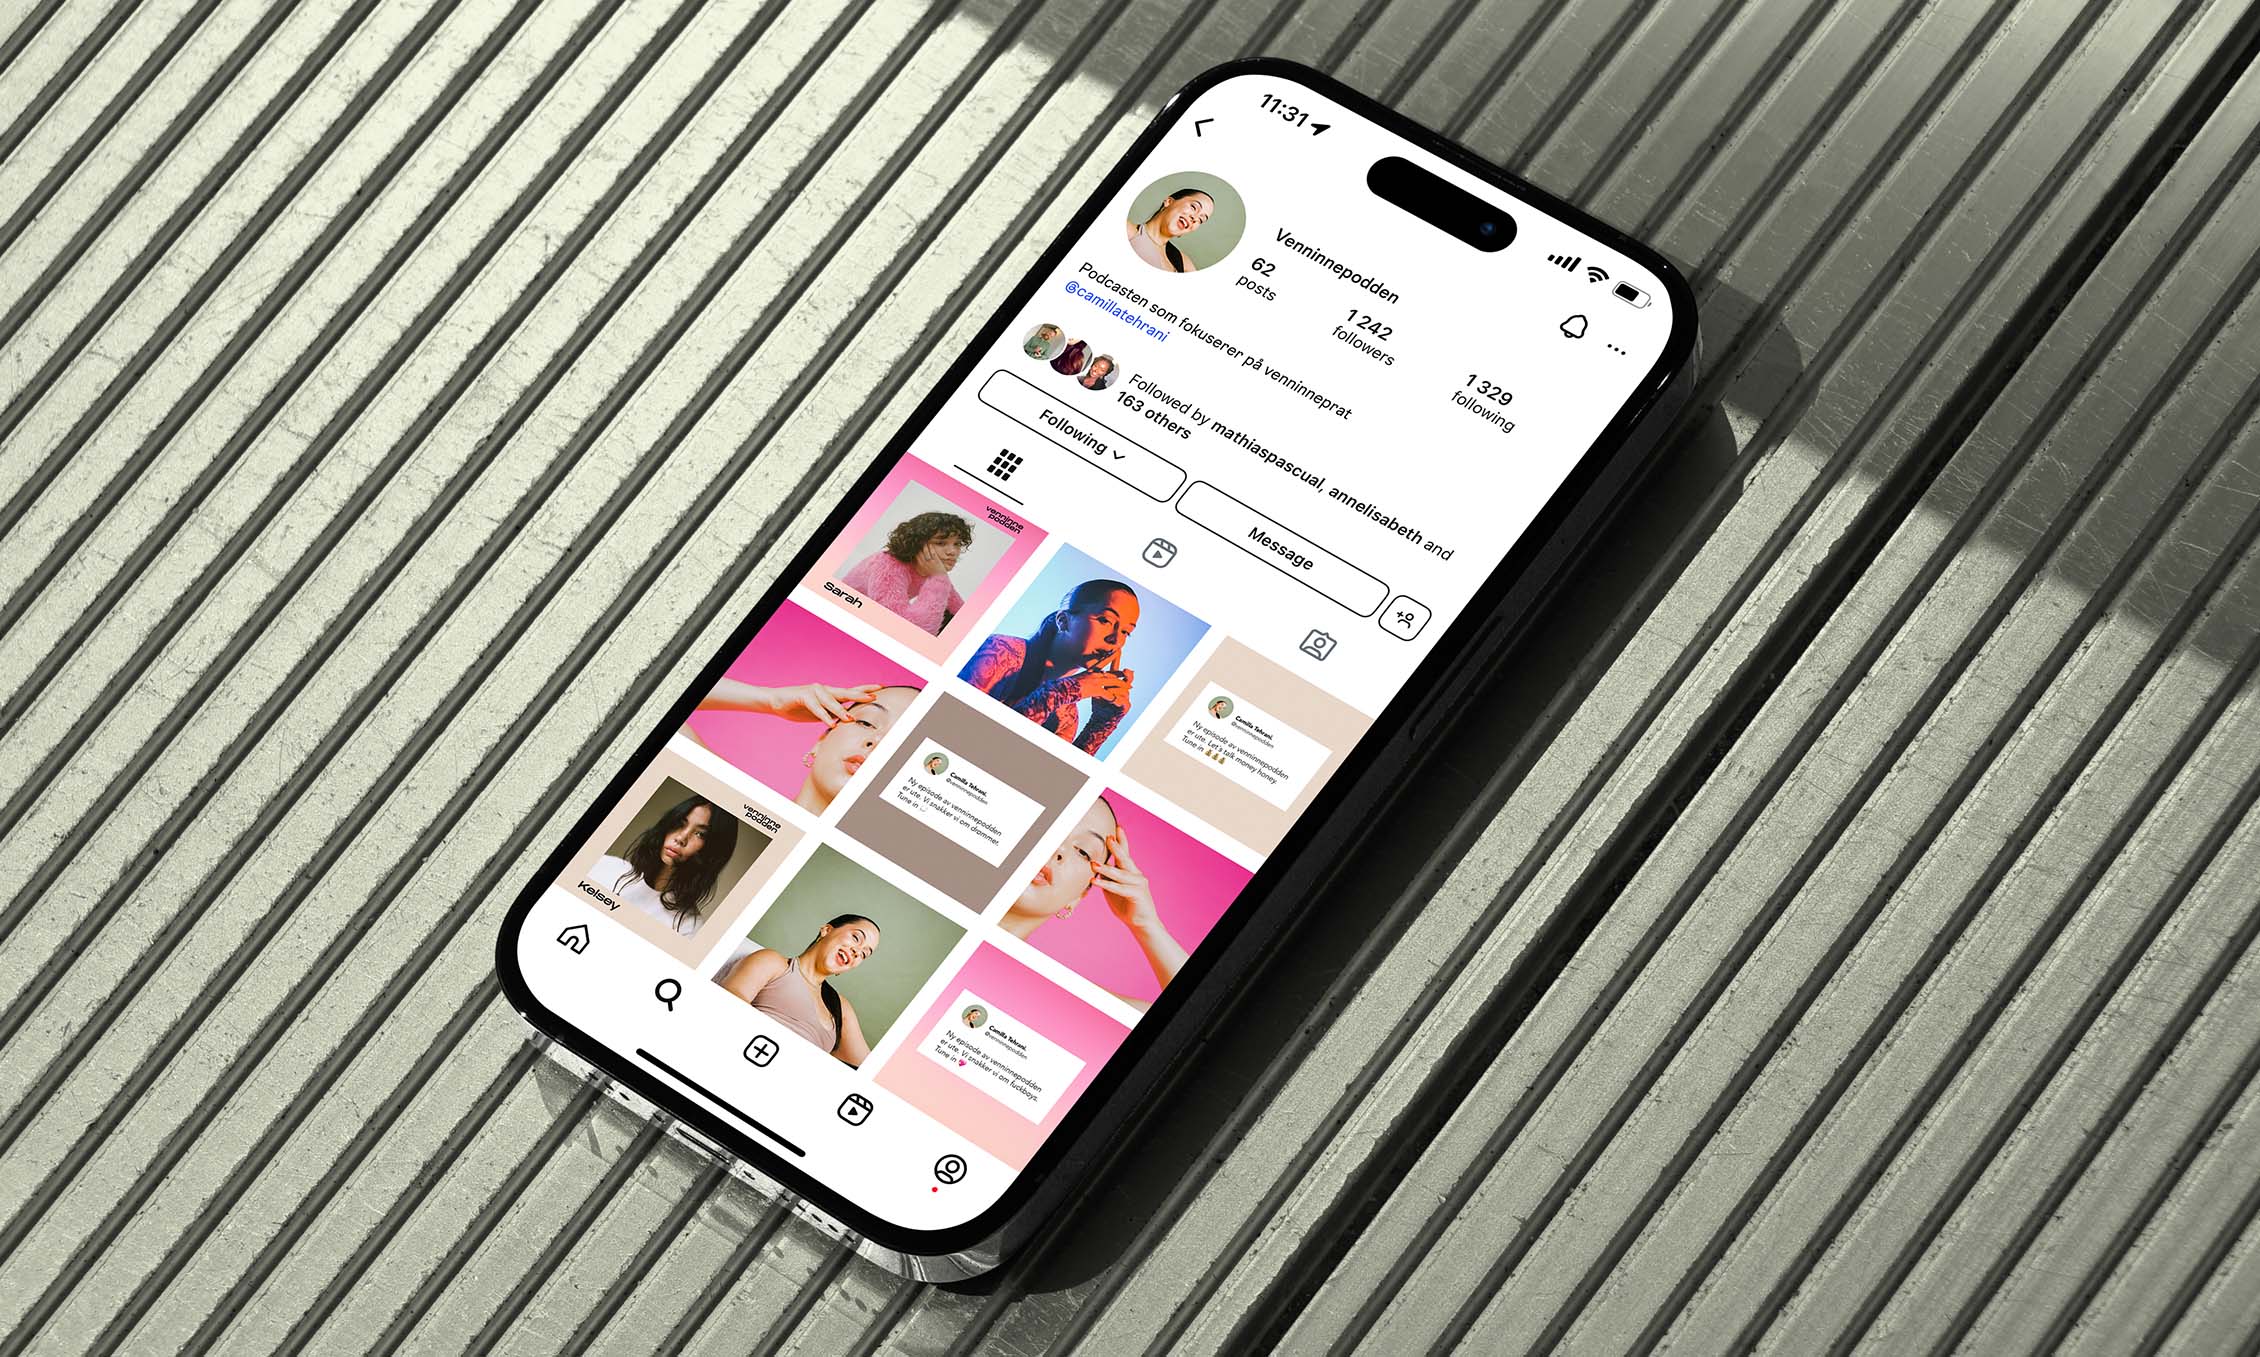 11:31
Venninnepodden
62
posts
1 242
followers
1 329
following
Podcasten som fokuserer på venninneprat
@camillatehrani
Followed by mathiaspascual, annelisabeth and
163 others
Following
Message
venninne
podden
Sarah
Camilla Tehrani.
@venninnepodden
Ny episode av venninnepodden
er ute. Let's talk money honey.
Tune in 💰💰💰
Camilla Tehrani.
@venninnepodden
Ny episode av venninnepodden
er ute. Vi snakker vi om drømmer.
Tune in
venninne
podden
Kelsey
Camilla Tehrani.
@venninnepodden
Ny episode av venninnepodden
er ute. Vi snakker vi om fuckboys.
Tune in 💖